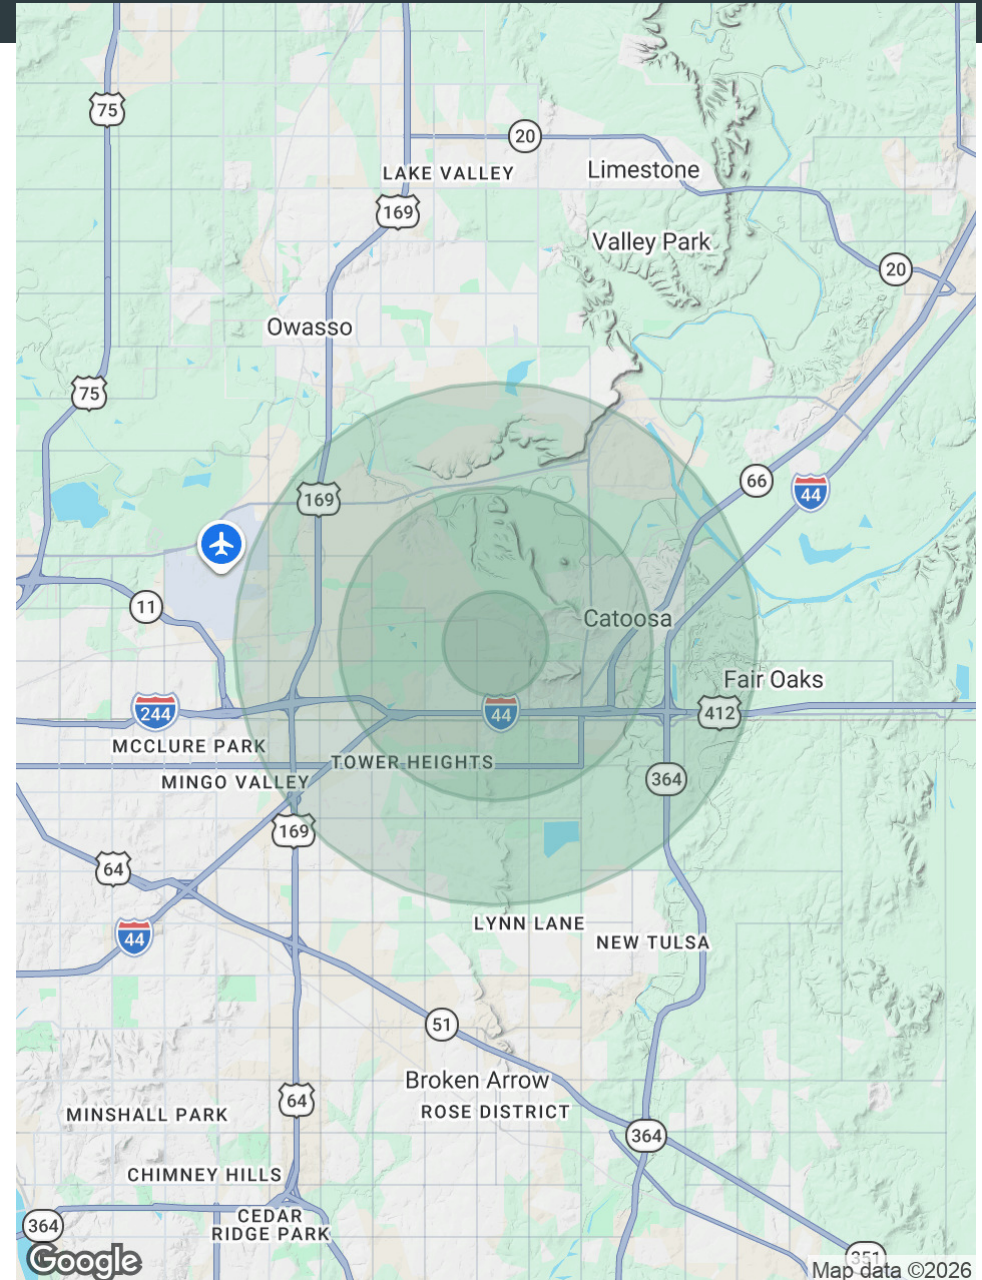 75
20
LAKE VALLEY
Limestone
169
Valley Park
20
Owasso
75
66
44
169
11
Catoosa
Fair Oaks
244
44
412
MCCLURE PARK
TOWER HEIGHTS
MINGO VALLEY
364
169
64
LYNN LANE
44
NEW TULSA
51
Broken Arrow
64
ROSE DISTRICT
MINSHALL PARK
364
CHIMNEY HILLS
CEDAR
RIDGE PARK
364
351
Google
Map data ©2026